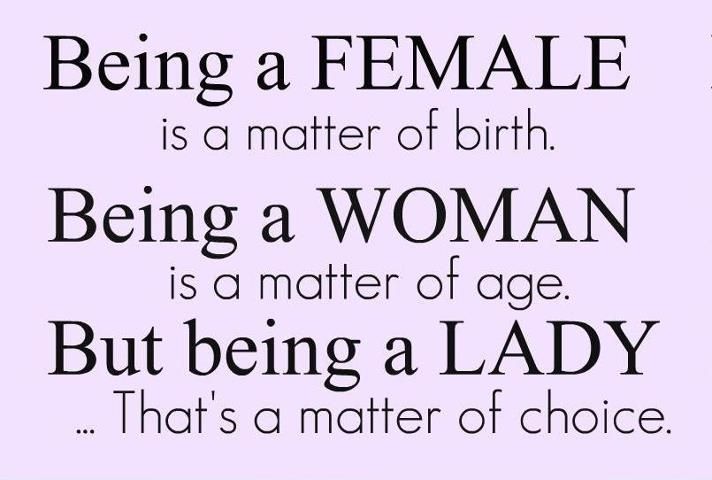 Being a FEMALE
is a matter of birth.
Being a WOMAN
is a matter of age.
But being a LADY
... That's a matter of choice.